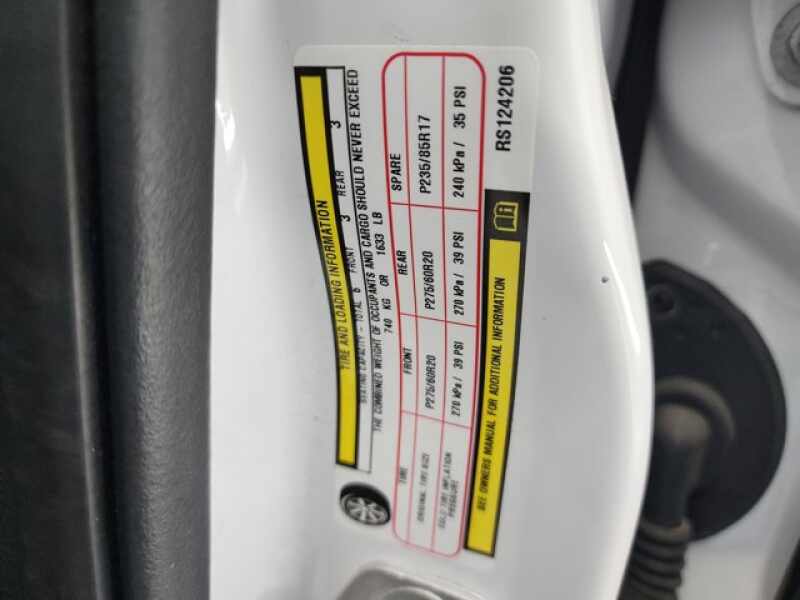 TIRE AND LOADING INFORMATION
SEATING CAPACITY - TOTAL 6 FRONT 3 REAR 3
THE COMBINED WEIGHT OF OCCUPANTS AND CARGO SHOULD NEVER EXCEED
740 KG OR 1633 LB
TIRE FRONT REAR SPARE
ORIGINAL TIRE SIZE P275/60R20 P275/60R20 P235/85R17
COLD TIRE INFLATION PRESSURE 270 kPa / 39 PSI 270 kPa / 39 PSI 240 kPa / 35 PSI
SEE OWNERS MANUAL FOR ADDITIONAL INFORMATION
RS124206